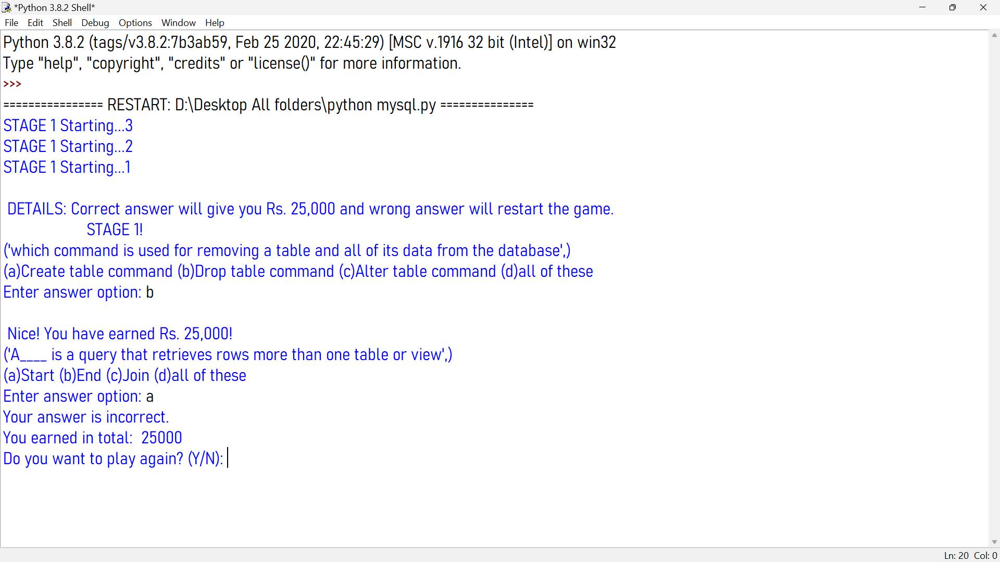 *Python 3.8.2 Shell*
File Edit Shell Debug Options Window Help
Python 3.8.2 (tags/v3.8.2:7b3ab59, Feb 25 2020, 22:45:29) [MSC v.1916 32 bit (Intel)] on win32
Type "help", "copyright", "credits" or "license()" for more information.
>>>
================ RESTART: D:\Desktop All folders\python mysql.py ===============
STAGE 1 Starting...3
STAGE 1 Starting...2
STAGE 1 Starting...1
DETAILS: Correct answer will give you Rs. 25,000 and wrong answer will restart the game.
STAGE 1!
('which command is used for removing a table and all of its data from the database',)
(a)Create table command (b)Drop table command (c)Alter table command (d)all of these
Enter answer option: b
Nice! You have earned Rs. 25,000!
('A____ is a query that retrieves rows more than one table or view',)
(a)Start (b)End (c)Join (d)all of these
Enter answer option: a
Your answer is incorrect.
You earned in total:  25000
Do you want to play again? (Y/N):
Ln: 20 Col: 0